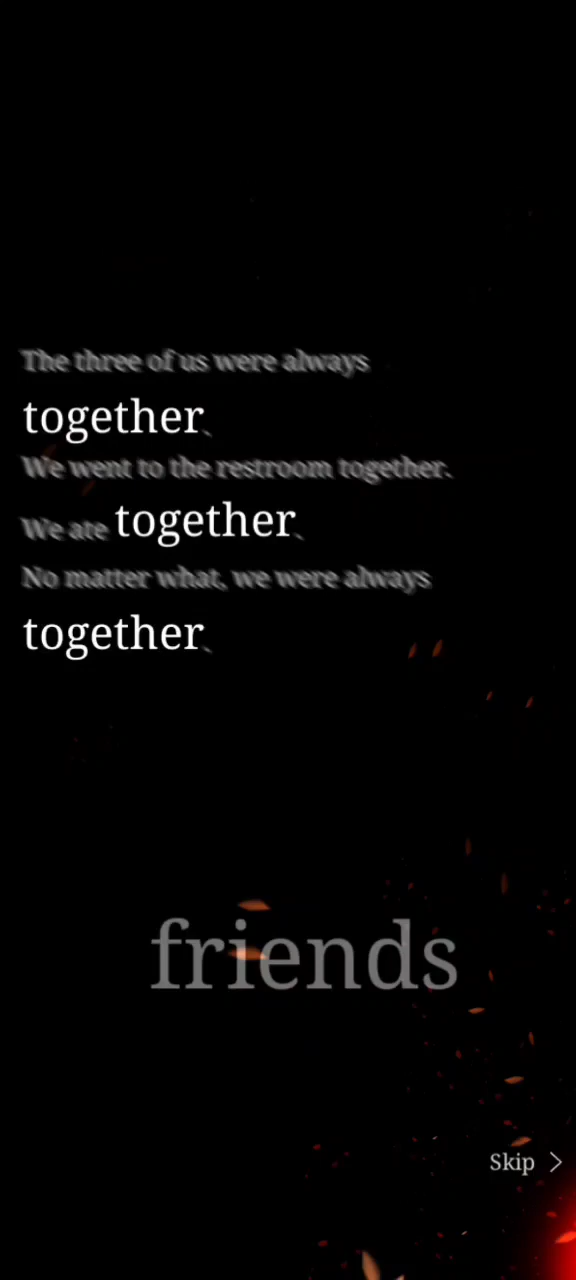 The three of us were always
together.
We went to the restroom together.
We ate together.
No matter what, we were always
together.
friends
Skip >